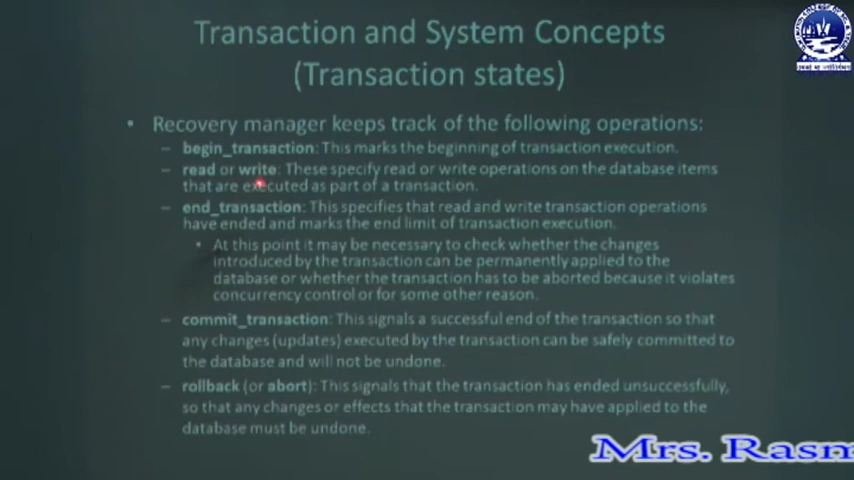 Transaction and System Concepts
(Transaction states)
• Recovery manager keeps track of the following operations:
– begin_transaction: This marks the beginning of transaction execution.
– read or write: These specify read or write operations on the database items
that are executed as part of a transaction.
– end_transaction: This specifies that read and write transaction operations
have ended and marks the end limit of transaction execution.
• At this point it may be necessary to check whether the changes
introduced by the transaction can be permanently applied to the
database or whether the transaction has to be aborted because it violates
concurrency control or for some other reason.
– commit_transaction: This signals a successful end of the transaction so that
any changes (updates) executed by the transaction can be safely committed to
the database and will not be undone.
– rollback (or abort): This signals that the transaction has ended unsuccessfully,
so that any changes or effects that the transaction may have applied to the
database must be undone.
Mrs. Rasm